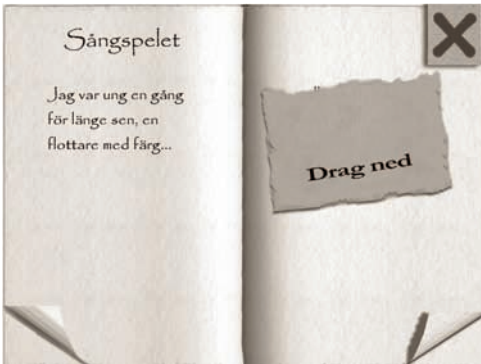 Sångspelet
Jag var ung en gång
för länge sen, en
flottare med färg...
Drag ned